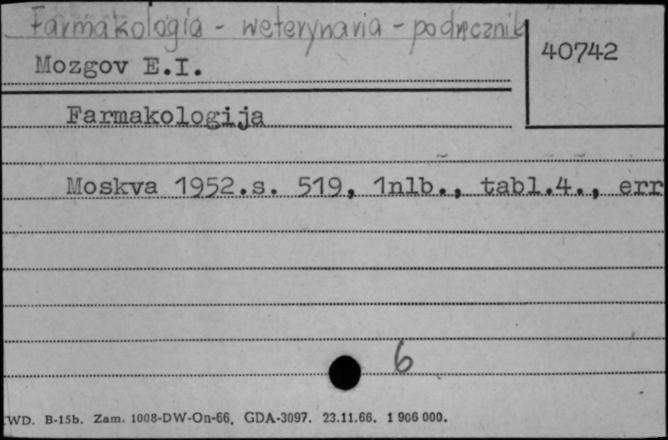 Farmakologia - weterynaria - podręcznik
40742
Mozgov E.I.
Farmakologija
Moskva 1952.s. 519, 1nlb., tabl.4., err
6
WD. B-15b. Zam. 1008-DW-On-66. GDA-3097. 23.11.66. 1 906 000.